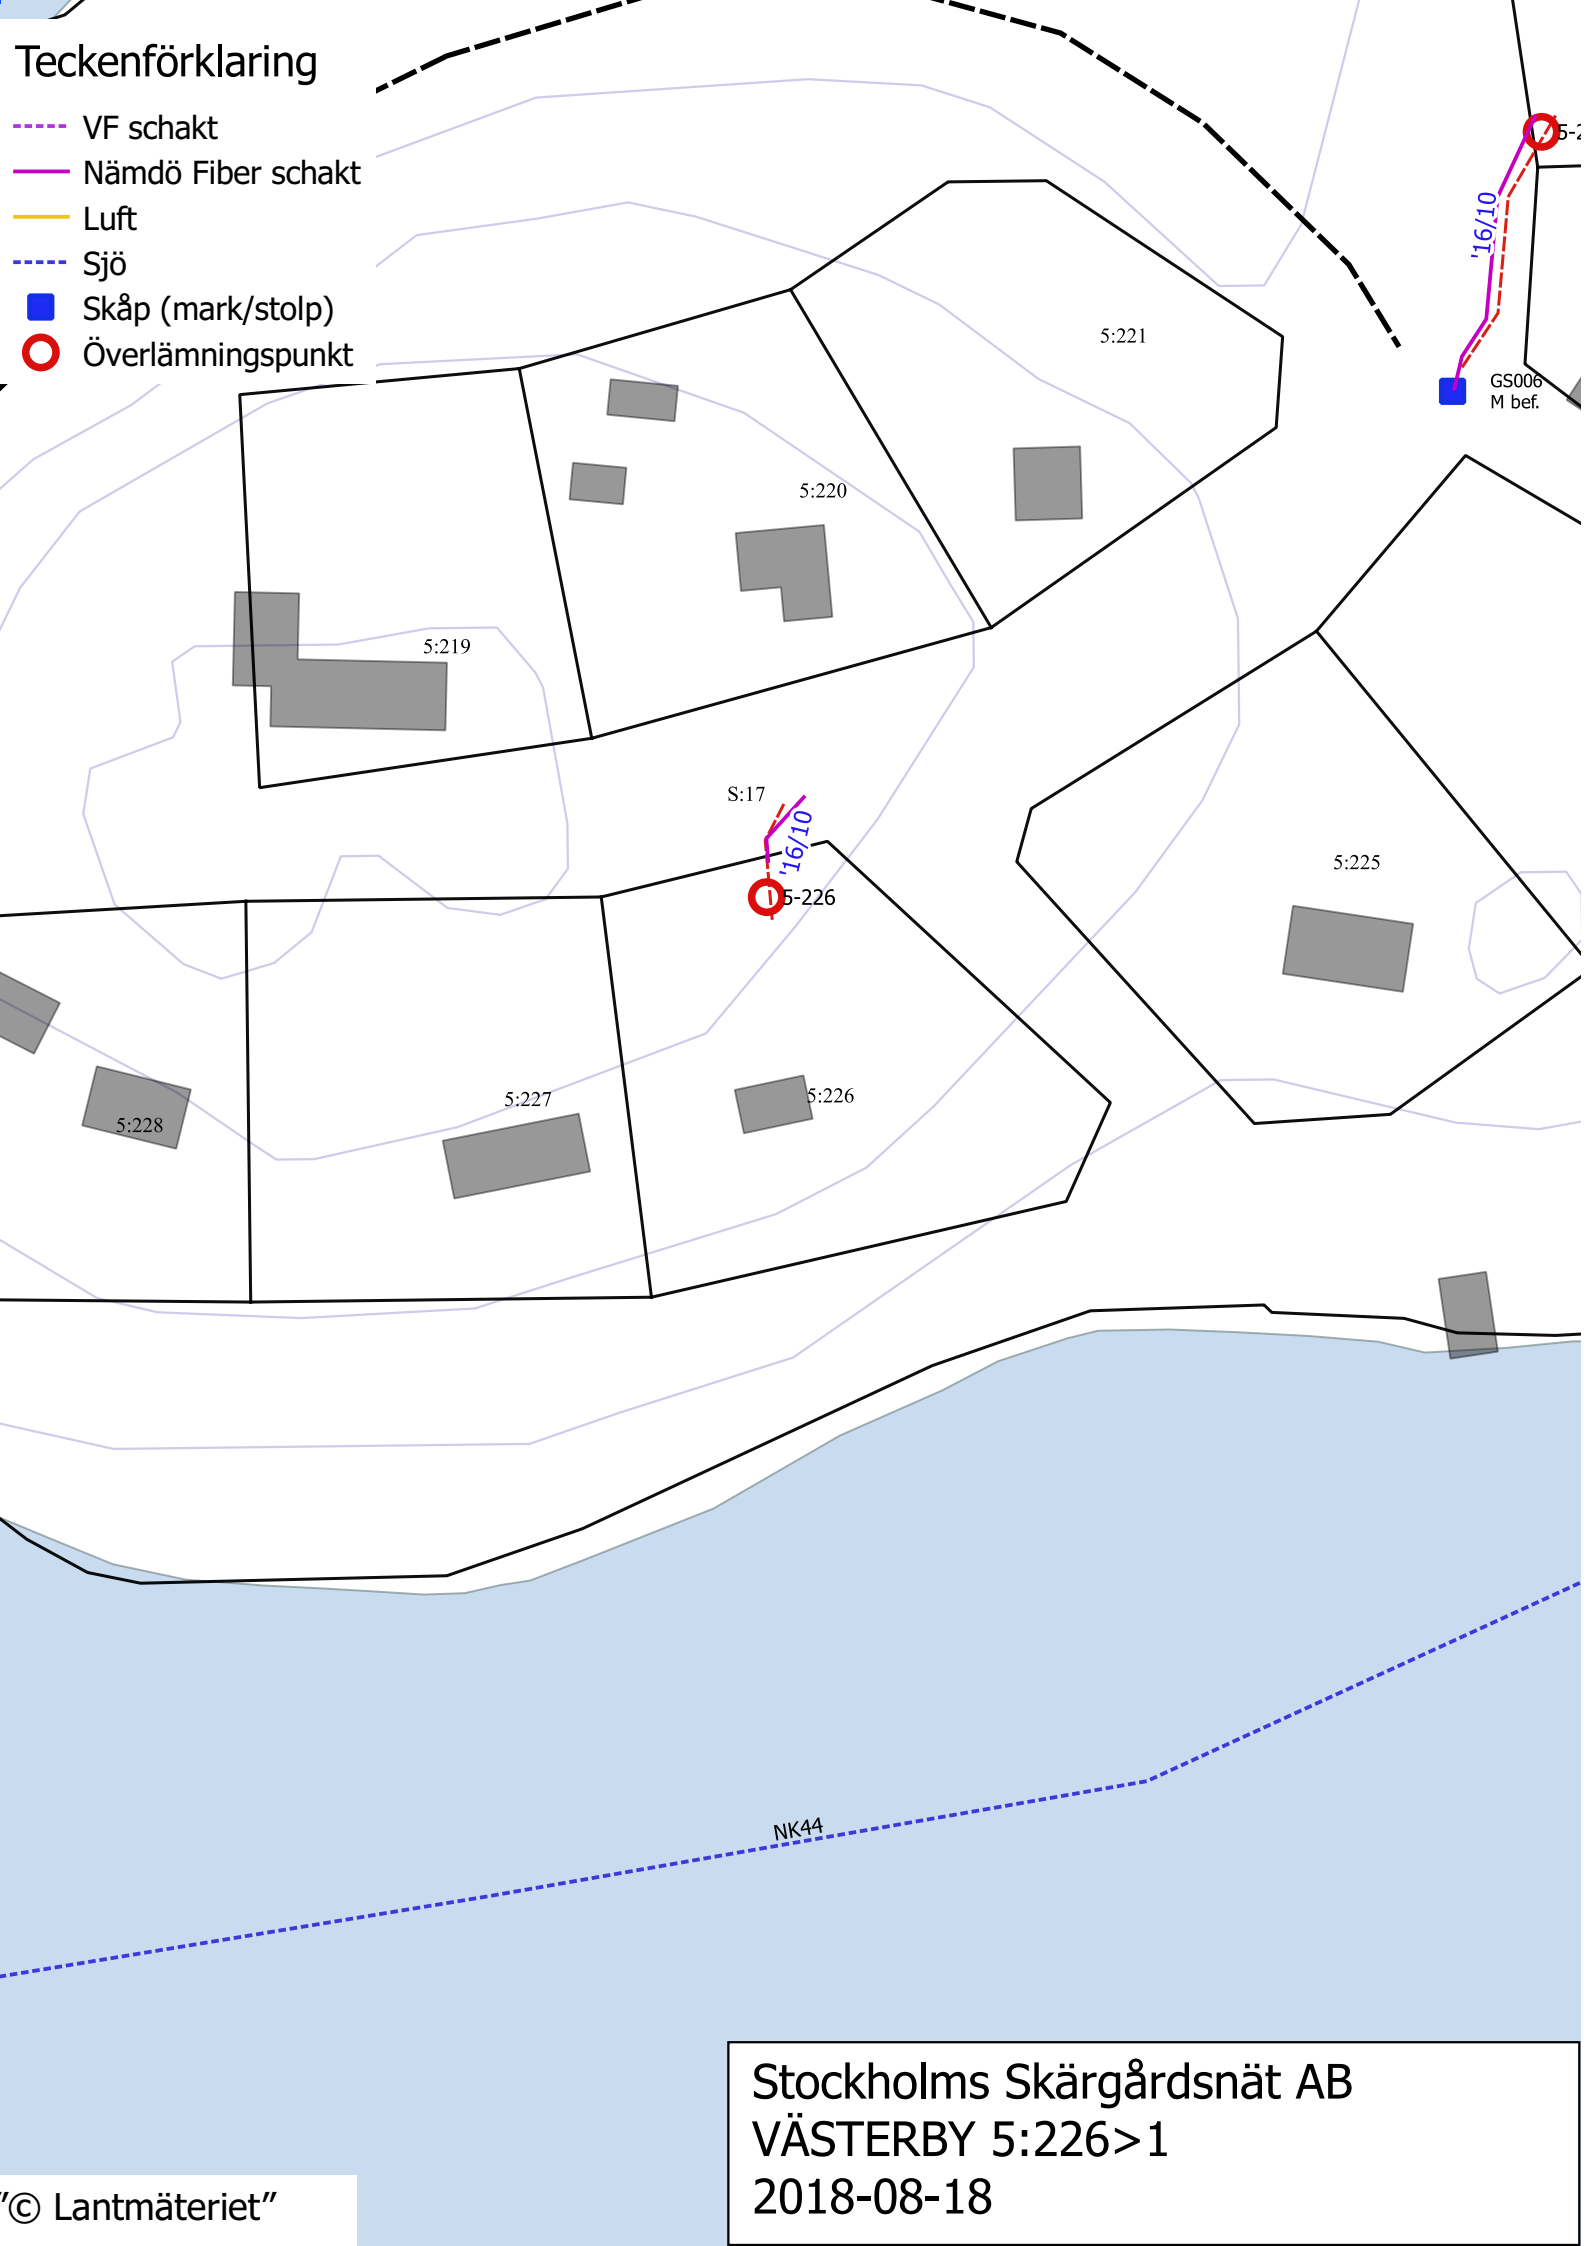 Teckenförklaring
VF schakt
Nämdö Fiber schakt
Luft
Sjö
Skåp (mark/stolp)
Överlämningspunkt
'16/10
5:221
GS006
M bef.
5:220
5:219
S:17
'16/10
5:225
5-226
5:227
5:226
5:228
NK44
Stockholms Skärgårdsnät AB
VÄSTERBY 5:226>1
2018-08-18
"© Lantmäteriet"